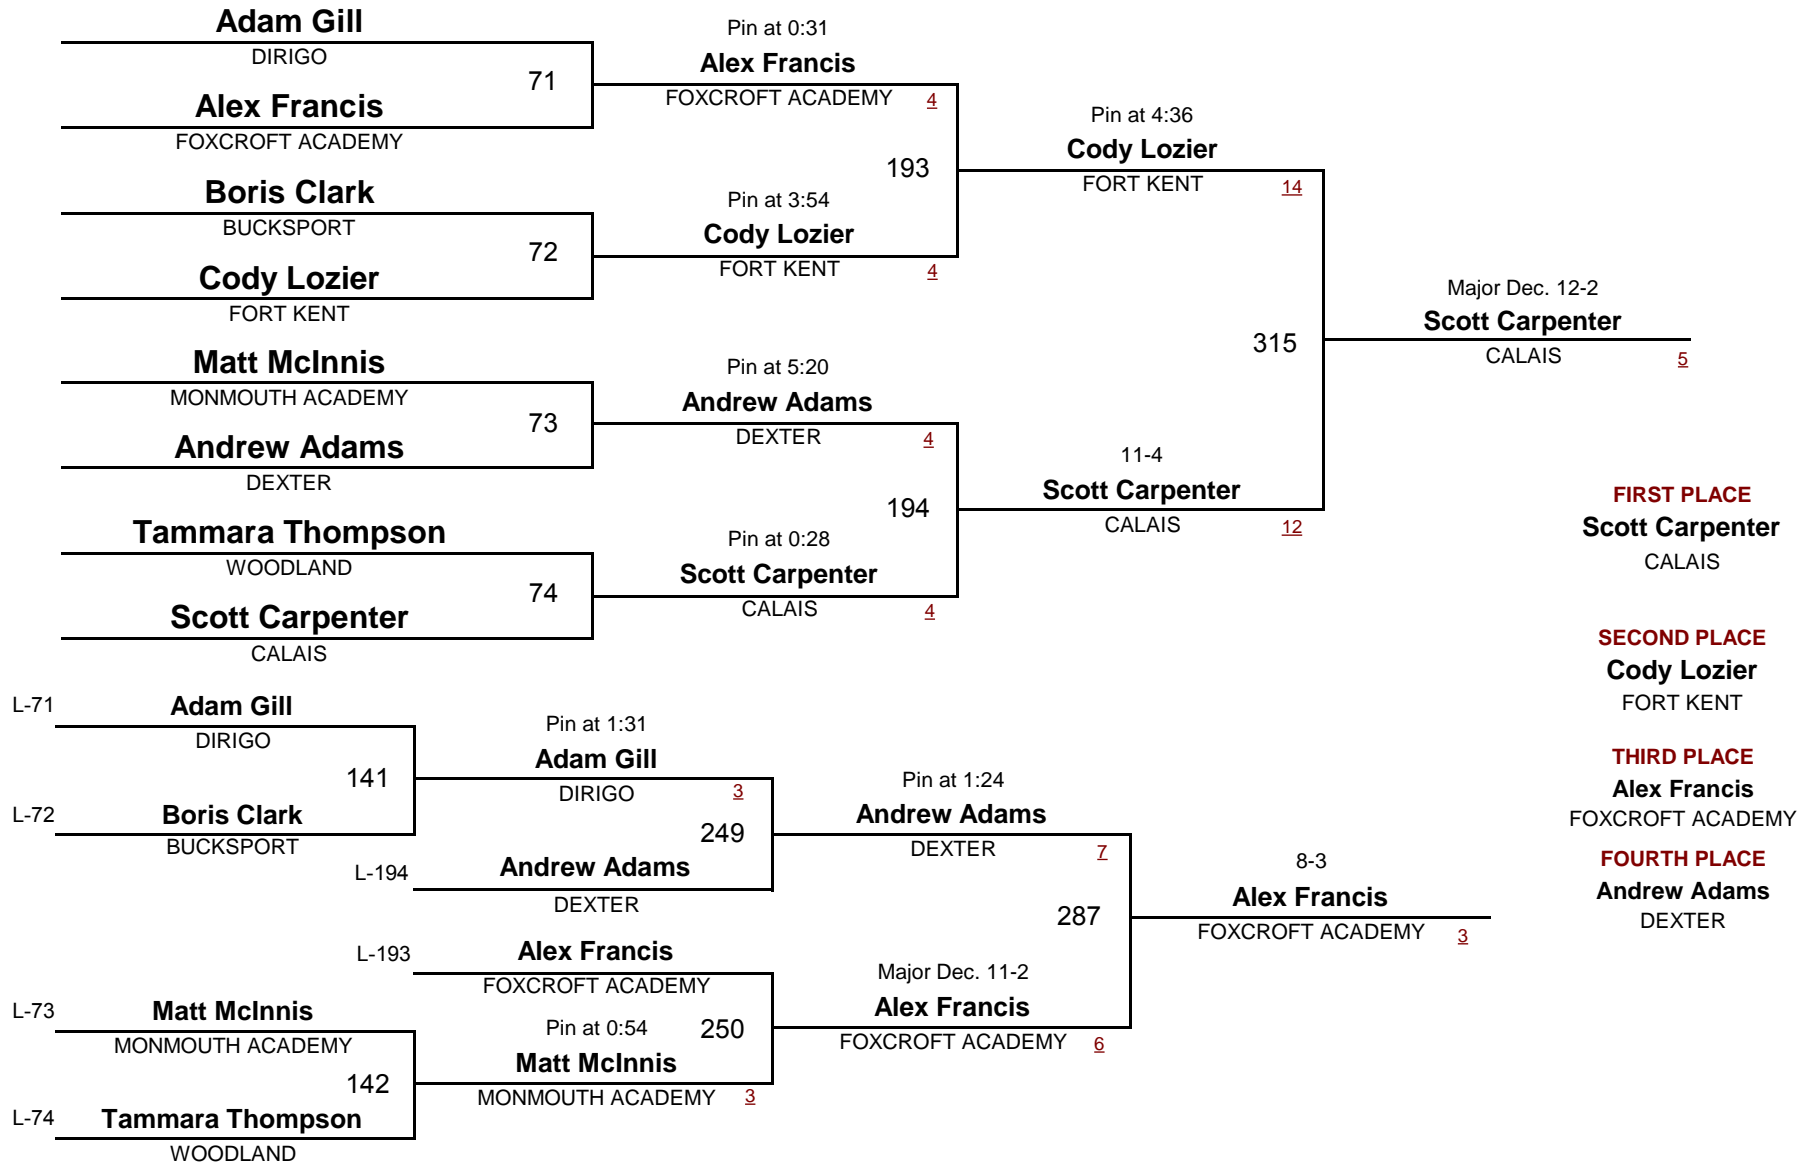 Adam Gill
DIRIGO
71
Alex Francis
FOXCROFT ACADEMY
Boris Clark
BUCKSPORT
72
Cody Lozier
FORT KENT
Matt McInnis
MONMOUTH ACADEMY
73
Andrew Adams
DEXTER
Tammara Thompson
WOODLAND
74
Scott Carpenter
CALAIS
Pin at 0:31
Alex Francis
FOXCROFT ACADEMY 4
193
Pin at 3:54
Cody Lozier
FORT KENT 4
Pin at 5:20
Andrew Adams
DEXTER 4
194
Pin at 0:28
Scott Carpenter
CALAIS 4
Pin at 4:36
Cody Lozier
FORT KENT 14
315
11-4
Scott Carpenter
CALAIS 12
Major Dec. 12-2
Scott Carpenter
CALAIS 5
FIRST PLACE
Scott Carpenter
CALAIS
SECOND PLACE
Cody Lozier
FORT KENT
THIRD PLACE
Alex Francis
FOXCROFT ACADEMY
FOURTH PLACE
Andrew Adams
DEXTER
L-71 Adam Gill
DIRIGO
141
L-72 Boris Clark
BUCKSPORT
Pin at 1:31
Adam Gill
DIRIGO 3
249
L-194 Andrew Adams
DEXTER
L-193 Alex Francis
FOXCROFT ACADEMY
250
Pin at 0:54
Matt McInnis
MONMOUTH ACADEMY 3
L-73 Matt McInnis
MONMOUTH ACADEMY
142
L-74 Tammara Thompson
WOODLAND
Pin at 1:24
Andrew Adams
DEXTER 7
287
Major Dec. 11-2
Alex Francis
FOXCROFT ACADEMY 6
8-3
Alex Francis
FOXCROFT ACADEMY 3